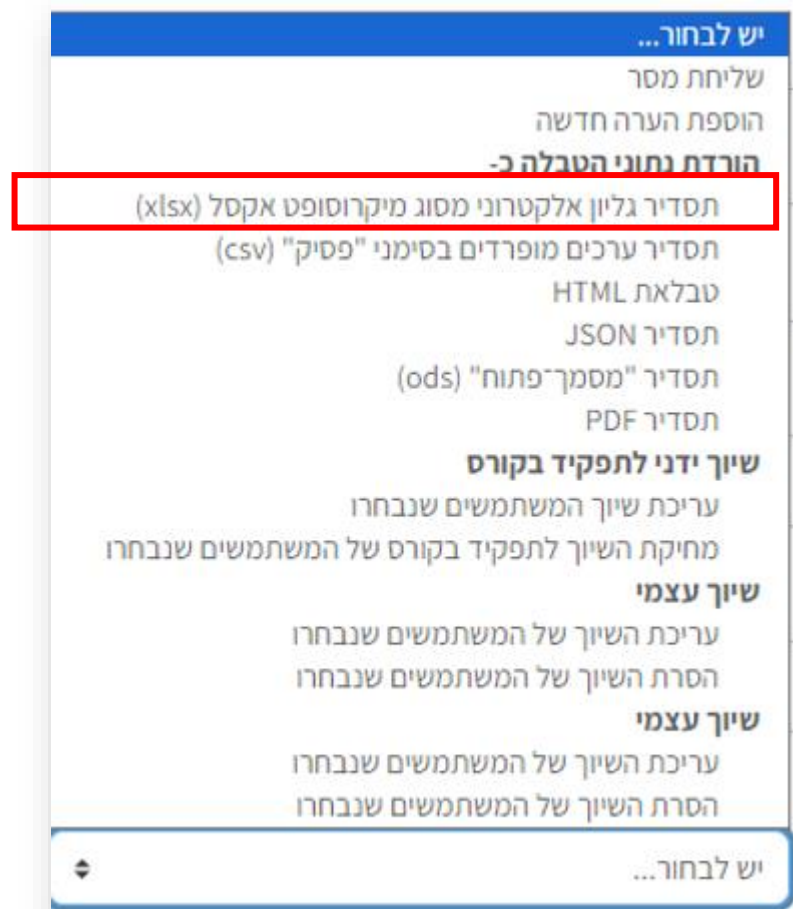 יש לבחור...
שליחת מסר
הוספת הערה חדשה
הורדת נתוני הטבלה כ-
תסדיר גליון אלקטרוני מסוג מיקרוסופט אקסל (xlsx)
תסדיר ערכים מופרדים בסימני "פסיק" (csv)
טבלאת HTML
תסדיר JSON
תסדיר "מסמך־פתוח" (ods)
תסדיר PDF
שיוך ידני לתפקיד בקורס
עריכת שיוך המשתמשים שנבחרו
מחיקת השיוך לתפקיד בקורס של המשתמשים שנבחרו
שיוך עצמי
עריכת השיוך של המשתמשים שנבחרו
הסרת השיוך של המשתמשים שנבחרו
שיוך עצמי
עריכת השיוך של המשתמשים שנבחרו
הסרת השיוך של המשתמשים שנבחרו
יש לבחור...